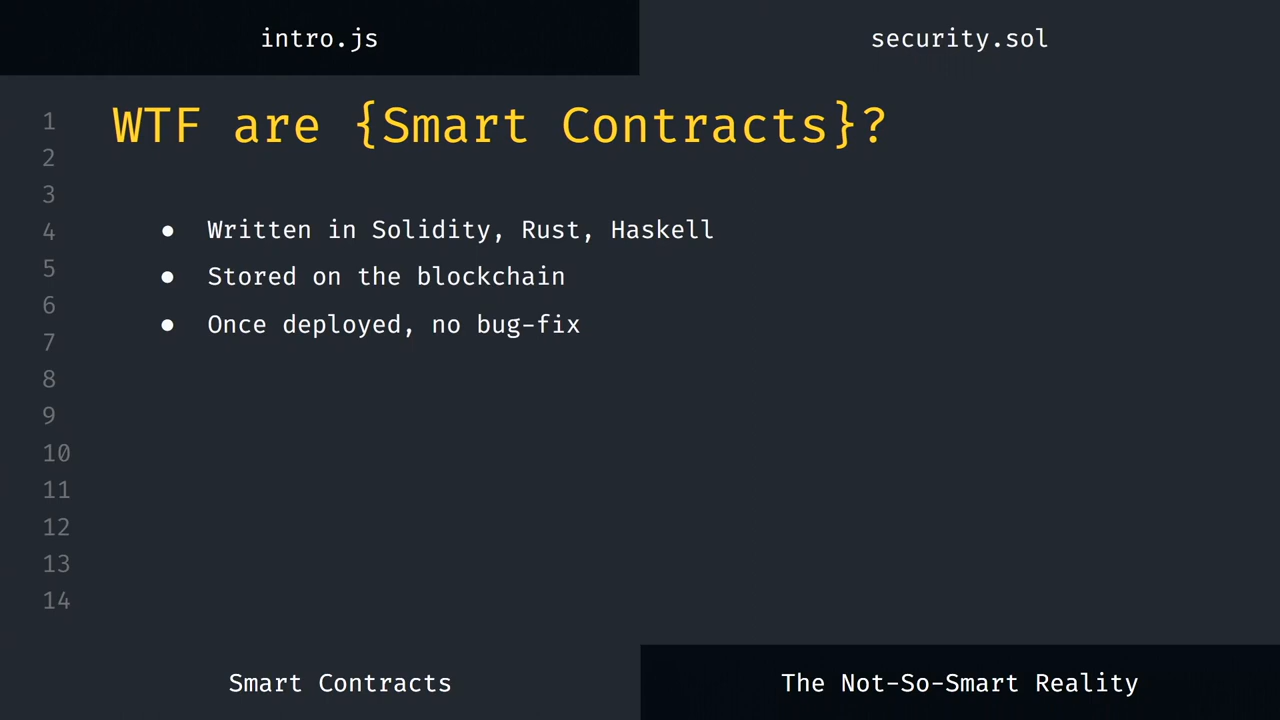 intro.js
security.sol
1
WTF are {Smart Contracts}?
2
3
4
● Written in Solidity, Rust, Haskell
5
● Stored on the blockchain
6
7
● Once deployed, no bug-fix
8
9
10
11
12
13
14
Smart Contracts
The Not-So-Smart Reality